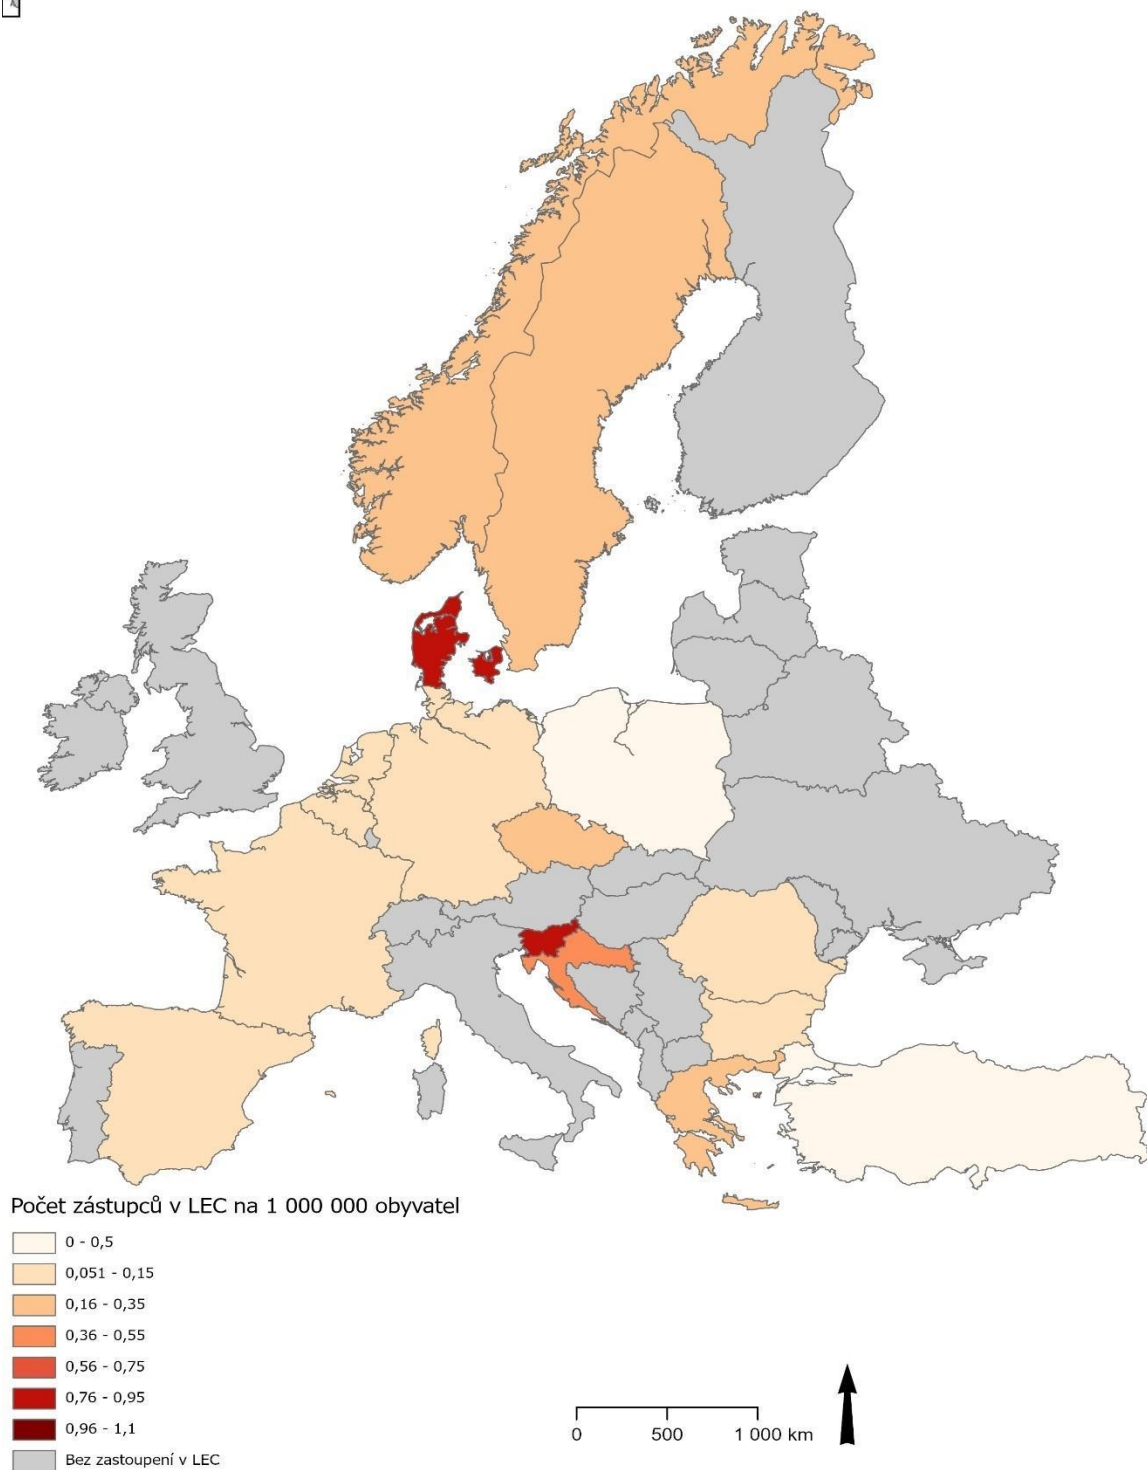 Počet zástupců v LEC na 1 000 000 obyvatel
0 - 0,5
0,051 - 0,15
0,16 - 0,35
0,36 - 0,55
0,56 - 0,75
0,76 - 0,95
0,96 - 1,1
Bez zastoupení v LEC
0 500 1 000 km